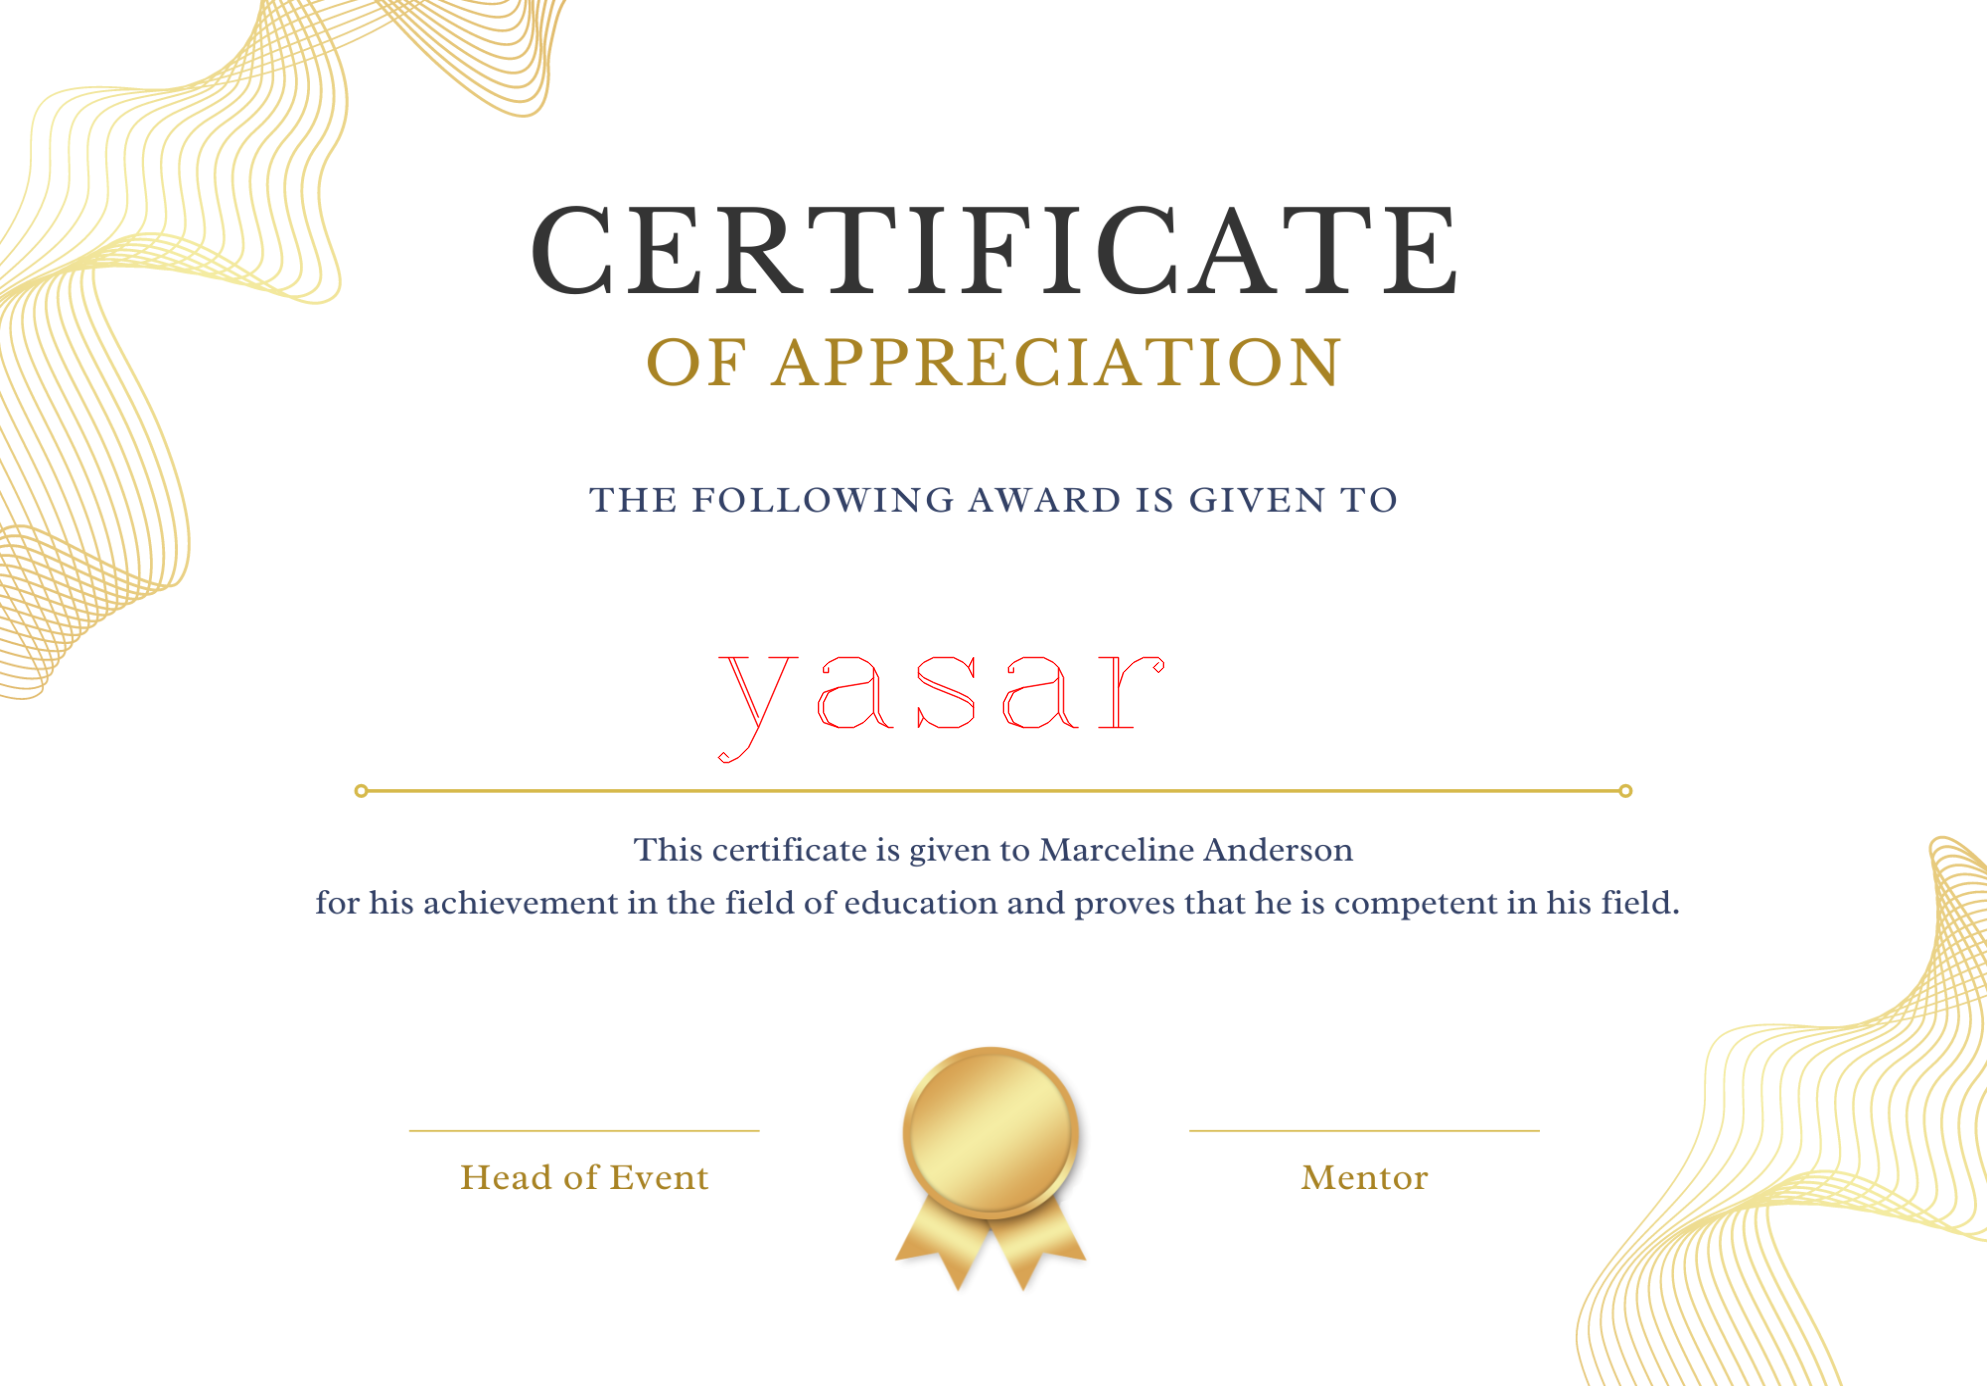 CERTIFICATE
OF APPRECIATION
THE FOLLOWING AWARD IS GIVEN TO
yasar
This certificate is given to Marceline Anderson
for his achievement in the field of education and proves that he is competent in his field.
Head of Event
Mentor